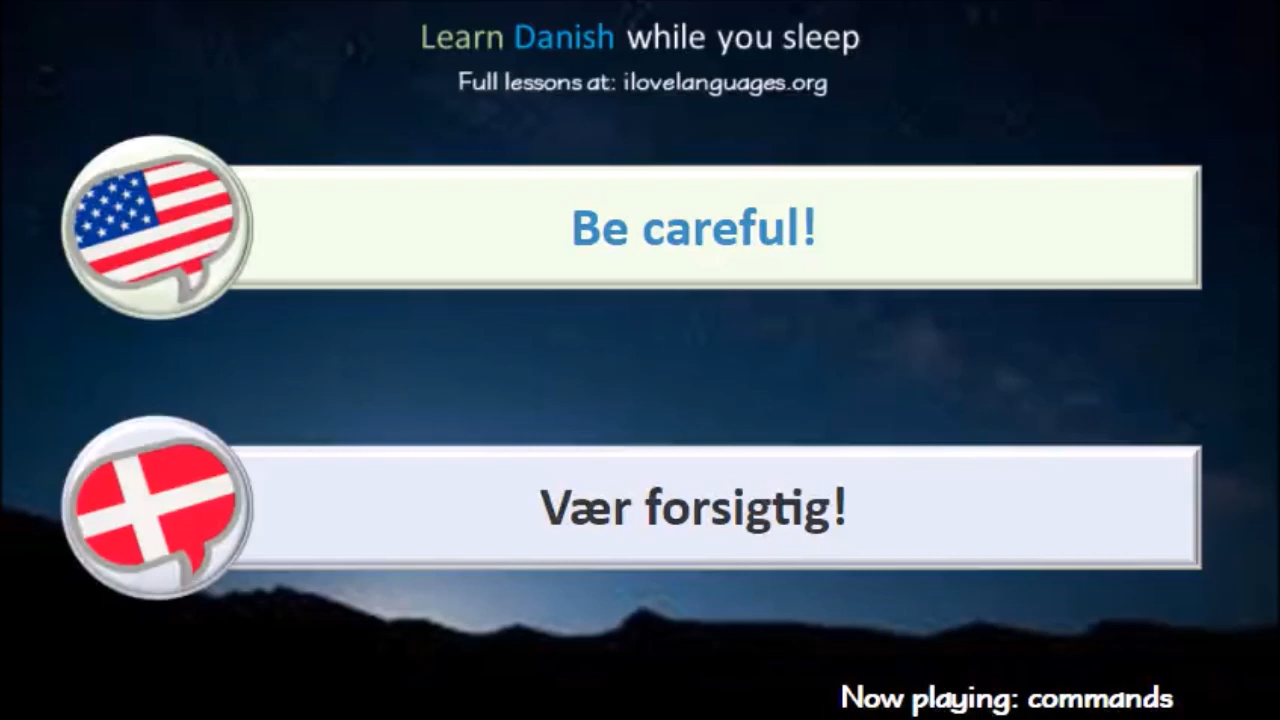 Learn Danish while you sleep
Full lessons at: ilovelanguages.org
Be careful!
Vær forsigtig!
Now playing: commands